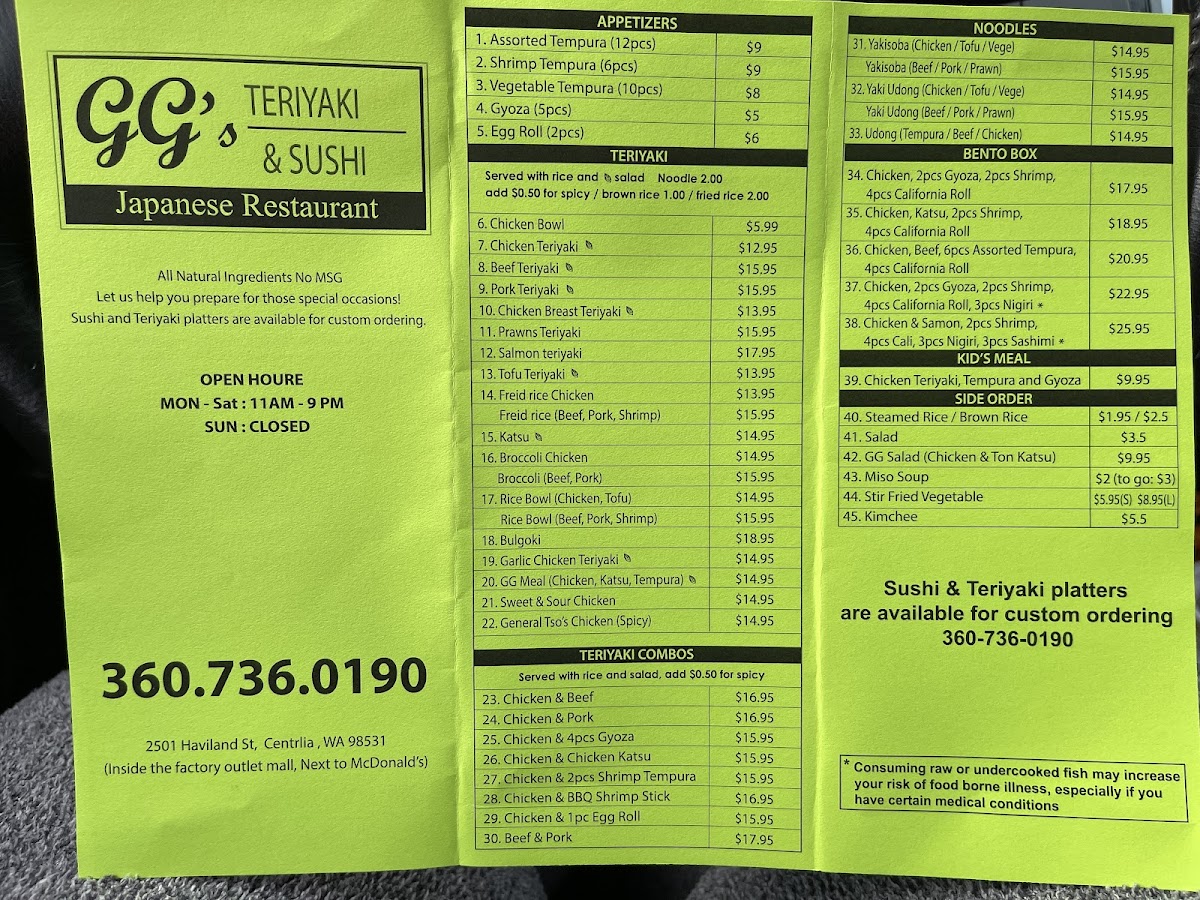 GG's TERIYAKI
& SUSHI
Japanese Restaurant
All Natural Ingredients No MSG
Let us help you prepare for those special occasions!
Sushi and Teriyaki platters are available for custom ordering.
OPEN HOURE
MON - Sat : 11AM - 9 PM
SUN : CLOSED
360.736.0190
2501 Haviland St, Centrlia , WA 98531
(Inside the factory outlet mall, Next to McDonald's)
APPETIZERS
1. Assorted Tempura (12pcs) $9
2. Shrimp Tempura (6pcs) $9
3. Vegetable Tempura (10pcs) $8
4. Gyoza (5pcs) $5
5. Egg Roll (2pcs) $6
TERIYAKI
Served with rice and salad Noodle 2.00
add $0.50 for spicy / brown rice 1.00 / fried rice 2.00
6. Chicken Bowl $5.99
7. Chicken Teriyaki $12.95
8. Beef Teriyaki $15.95
9. Pork Teriyaki $15.95
10. Chicken Breast Teriyaki $13.95
11. Prawns Teriyaki $15.95
12. Salmon teriyaki $17.95
13. Tofu Teriyaki $13.95
14. Freid rice Chicken $13.95
Freid rice (Beef, Pork, Shrimp) $15.95
15. Katsu $14.95
16. Broccoli Chicken $14.95
Broccoli (Beef, Pork) $15.95
17. Rice Bowl (Chicken, Tofu) $14.95
Rice Bowl (Beef, Pork, Shrimp) $15.95
18. Bulgoki $18.95
19. Garlic Chicken Teriyaki $14.95
20. GG Meal (Chicken, Katsu, Tempura) $14.95
21. Sweet & Sour Chicken $14.95
22. General Tso's Chicken (Spicy) $14.95
TERIYAKI COMBOS
Served with rice and salad, add $0.50 for spicy
23. Chicken & Beef $16.95
24. Chicken & Pork $16.95
25. Chicken & 4pcs Gyoza $15.95
26. Chicken & Chicken Katsu $15.95
27. Chicken & 2pcs Shrimp Tempura $15.95
28. Chicken & BBQ Shrimp Stick $16.95
29. Chicken & 1pc Egg Roll $15.95
30. Beef & Pork $17.95
NOODLES
31. Yakisoba (Chicken / Tofu / Vege) $14.95
Yakisoba (Beef / Pork / Prawn) $15.95
32. Yaki Udong (Chicken / Tofu / Vege) $14.95
Yaki Udong (Beef / Pork / Prawn) $15.95
33. Udong (Tempura / Beef / Chicken) $14.95
BENTO BOX
34. Chicken, 2pcs Gyoza, 2pcs Shrimp,
4pcs California Roll $17.95
35. Chicken, Katsu, 2pcs Shrimp,
4pcs California Roll $18.95
36. Chicken, Beef, 6pcs Assorted Tempura,
4pcs California Roll $20.95
37. Chicken, 2pcs Gyoza, 2pcs Shrimp,
4pcs California Roll, 3pcs Nigiri * $22.95
38. Chicken & Samon, 2pcs Shrimp,
4pcs Cali, 3pcs Nigiri, 3pcs Sashimi * $25.95
KID'S MEAL
39. Chicken Teriyaki, Tempura and Gyoza $9.95
SIDE ORDER
40. Steamed Rice / Brown Rice $1.95 / $2.5
41. Salad $3.5
42. GG Salad (Chicken & Ton Katsu) $9.95
43. Miso Soup $2 (to go: $3)
44. Stir Fried Vegetable $5.95(S) $8.95(L)
45. Kimchee $5.5
Sushi & Teriyaki platters
are available for custom ordering
360-736-0190
* Consuming raw or undercooked fish may increase
your risk of food borne illness, especially if you
have certain medical conditions